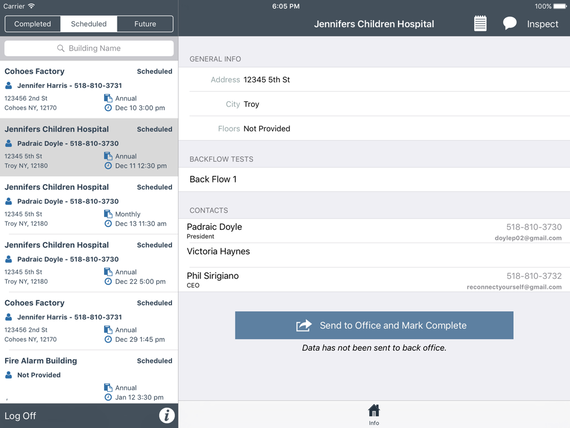 Carrier 6:05 PM 100%
Completed Scheduled Future
Building Name
Cohoes Factory Scheduled
Jennifer Harris - 518-810-3731
123456 2nd St Annual
Cohoes NY, 12170 Dec 10 3:00 pm
Jennifers Children Hospital Scheduled
Padraic Doyle - 518-810-3730
12345 5th St Annual
Troy NY, 12180 Dec 11 12:30 pm
Jennifers Children Hospital Scheduled
Padraic Doyle - 518-810-3730
12345 5th St Monthly
Troy NY, 12180 Dec 13 11:30 am
Jennifers Children Hospital Scheduled
Padraic Doyle - 518-810-3730
12345 5th St Annual
Troy NY, 12180 Dec 22 5:00 pm
Cohoes Factory Scheduled
Jennifer Harris - 518-810-3731
123456 2nd St Annual
Cohoes NY, 12170 Dec 29 1:45 pm
Fire Alarm Building Scheduled
Not Provided
Annual
, Jan 12 3:30 pm
Log Off
Jennifers Children Hospital Inspect
GENERAL INFO
Address 12345 5th St
City Troy
Floors Not Provided
BACKFLOW TESTS
Back Flow 1
CONTACTS
Padraic Doyle 518-810-3730
President doylep02@gmail.com
Victoria Haynes
Phil Sirigiano 518-810-3732
CEO reconnectyourself@gmail.com
Send to Office and Mark Complete
Data has not been sent to back office.
Info